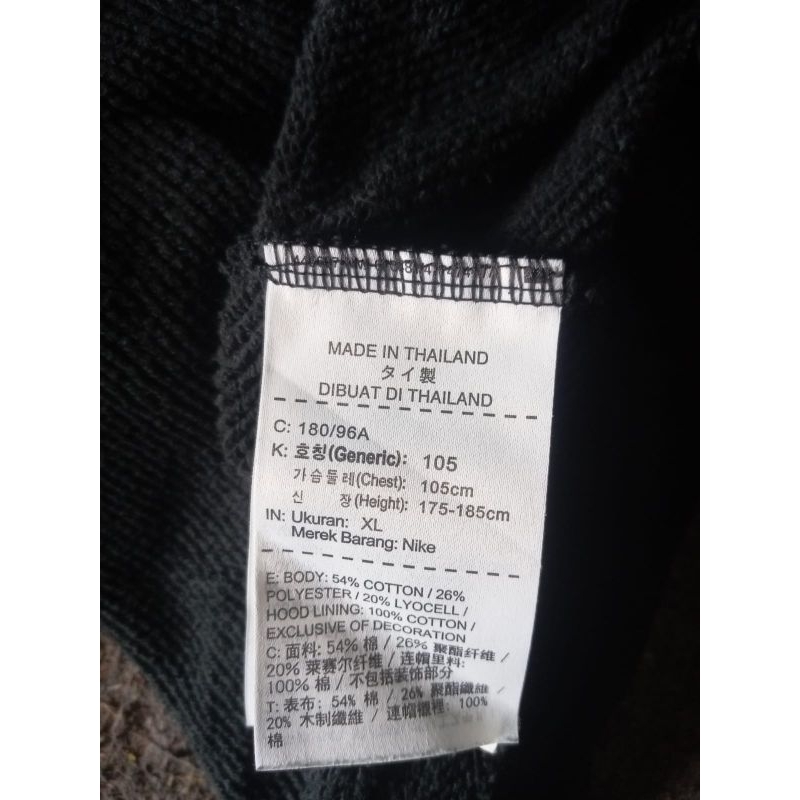 MADE IN THAILAND
タイ製
DIBUAT DI THAILAND
C: 180/96A
K: 호칭(Generic): 105
가슴둘레(Chest): 105cm
신 장(Height): 175-185cm
IN: Ukuran: XL
Merek Barang: Nike
E: BODY: 54% COTTON / 26%
POLYESTER / 20% LYOCELL /
HOOD LINING: 100% COTTON /
EXCLUSIVE OF DECORATION
C: 面料: 54% 棉 / 26% 聚酯纤维 /
20% 莱赛尔纤维 / 连帽里料:
100% 棉 / 不包括装饰部分
T: 表布: 54% 棉 / 26% 聚酯纖維 /
20% 木制纖維 / 連帽帽裡: 100%
棉